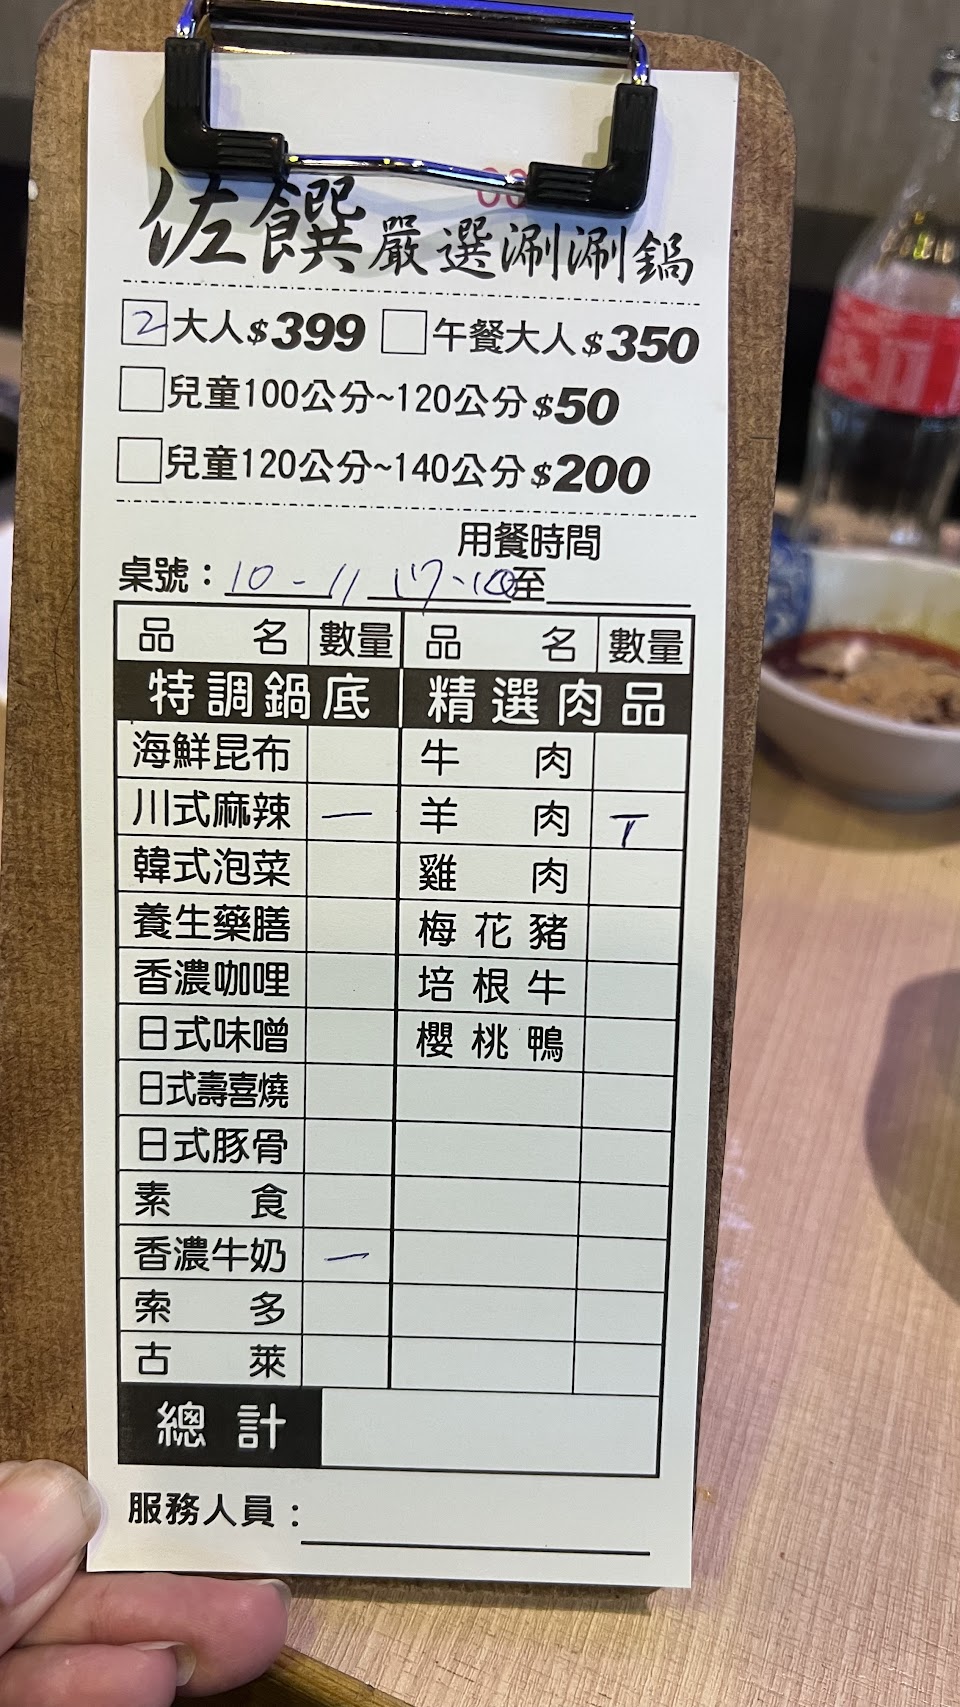 佐饌 嚴選涮涮鍋
2 大人$399 □午餐大人$350
□兒童100公分~120公分$50
□兒童120公分~140公分$200
用餐時間
桌號：10-11 17:10至
品名 數量 品名 數量
特調鍋底 精選肉品
海鮮昆布 牛肉
川式麻辣 一 羊肉 T
韓式泡菜 雞肉
養生藥膳 梅花豬
香濃咖哩 培根牛
日式味噌 櫻桃鴨
日式壽喜燒
日式豚骨
素食
香濃牛奶 一
索多
古萊
總計
服務人員：